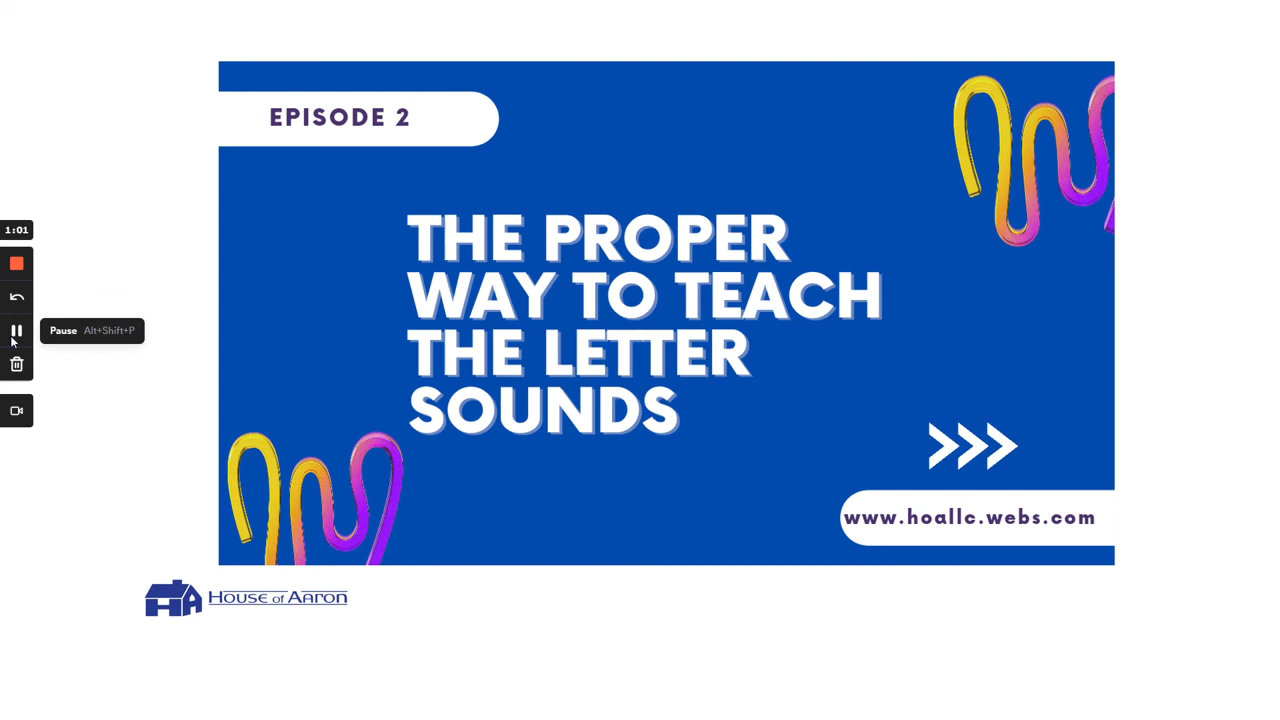 EPISODE 2
THE PROPER
WAY TO TEACH
THE LETTER
SOUNDS
1:01
Pause Alt+Shift+P
www.hoallc.webs.com
HA House of Aaron